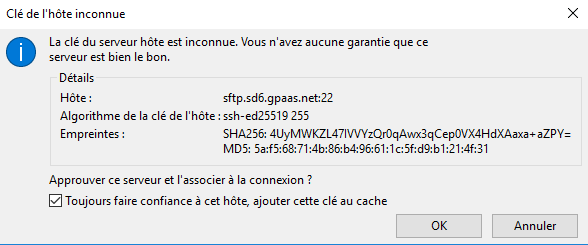 Clé de l'hôte inconnue
La clé du serveur hôte est inconnue. Vous n'avez aucune garantie que ce
serveur est bien le bon.
Détails
Hôte : sftp.sd6.gpaas.net:22
Algorithme de la clé de l'hôte : ssh-ed25519 255
Empreintes : SHA256: 4UyMWKZL47lVVYzQr0qAwx3qCep0VX4HdXAaxa+aZPY=
MD5: 5a:f5:68:71:4b:86:b4:96:61:1c:5f:d9:b1:21:4f:31
Approuver ce serveur et l'associer à la connexion ?
Toujours faire confiance à cet hôte, ajouter cette clé au cache
OK Annuler